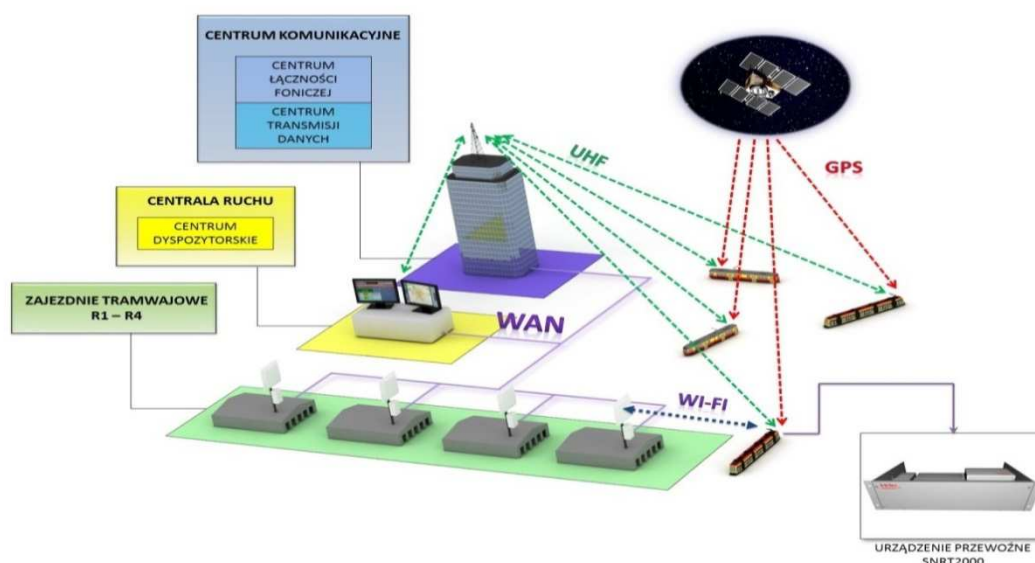 CENTRUM KOMUNIKACYJNE
CENTRUM
ŁĄCZNOŚCI
FONICZEJ
CENTRUM
TRANSMISJI
DANYCH
CENTRALA RUCHU
CENTRUM
DYSPOZYTORSKIE
ZAJEZDNIE TRAMWAJOWE
R1 – R4
UHF
GPS
WAN
WI-FI
URZĄDZENIE PRZEWOŹNE
SNRT2000